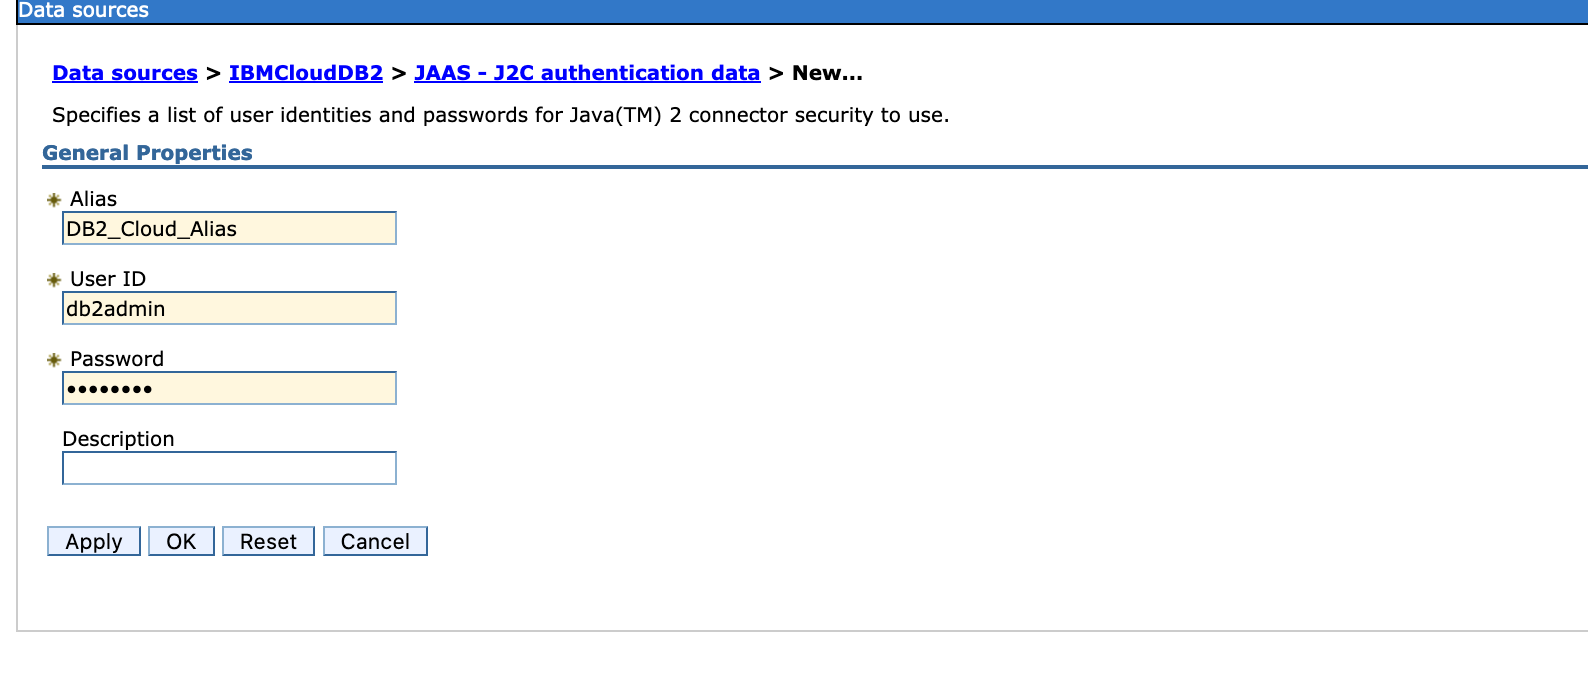 Data sources
Data sources > IBMCloudDB2 > JAAS - J2C authentication data > New...
Specifies a list of user identities and passwords for Java(TM) 2 connector security to use.
General Properties
Alias
DB2_Cloud_Alias
User ID
db2admin
Password
••••••••
Description
Apply OK Reset Cancel